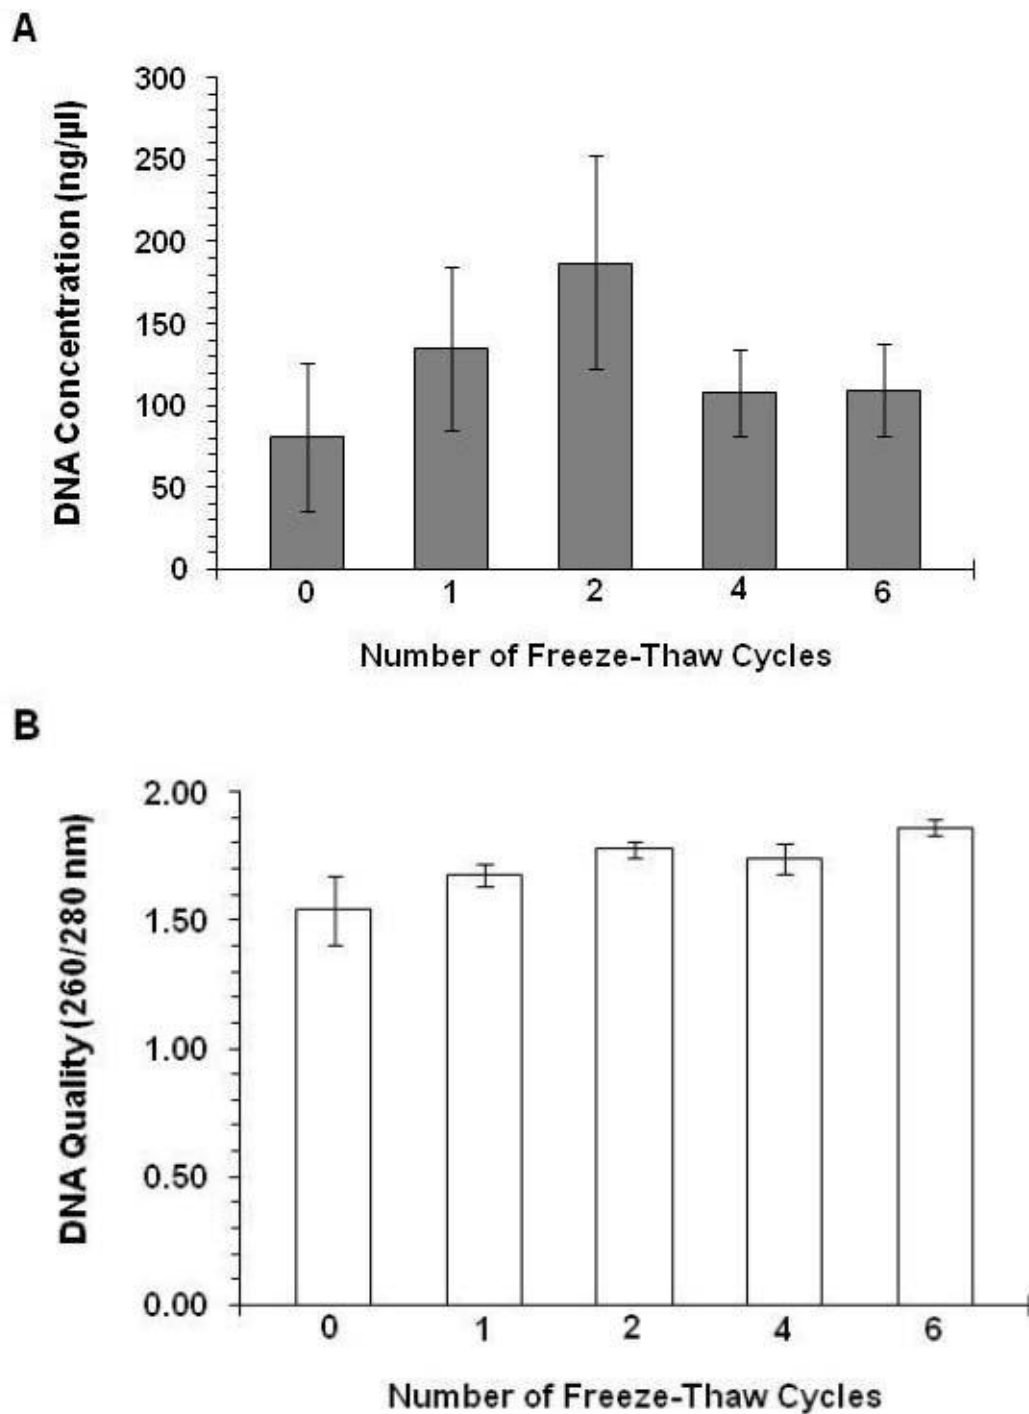 A
DNA Concentration (ng/µl)
300
250
200
150
100
50
0
0 1 2 4 6
Number of Freeze-Thaw Cycles
B
DNA Quality (260/280 nm)
2.00
1.50
1.00
0.50
0.00
0 1 2 4 6
Number of Freeze-Thaw Cycles